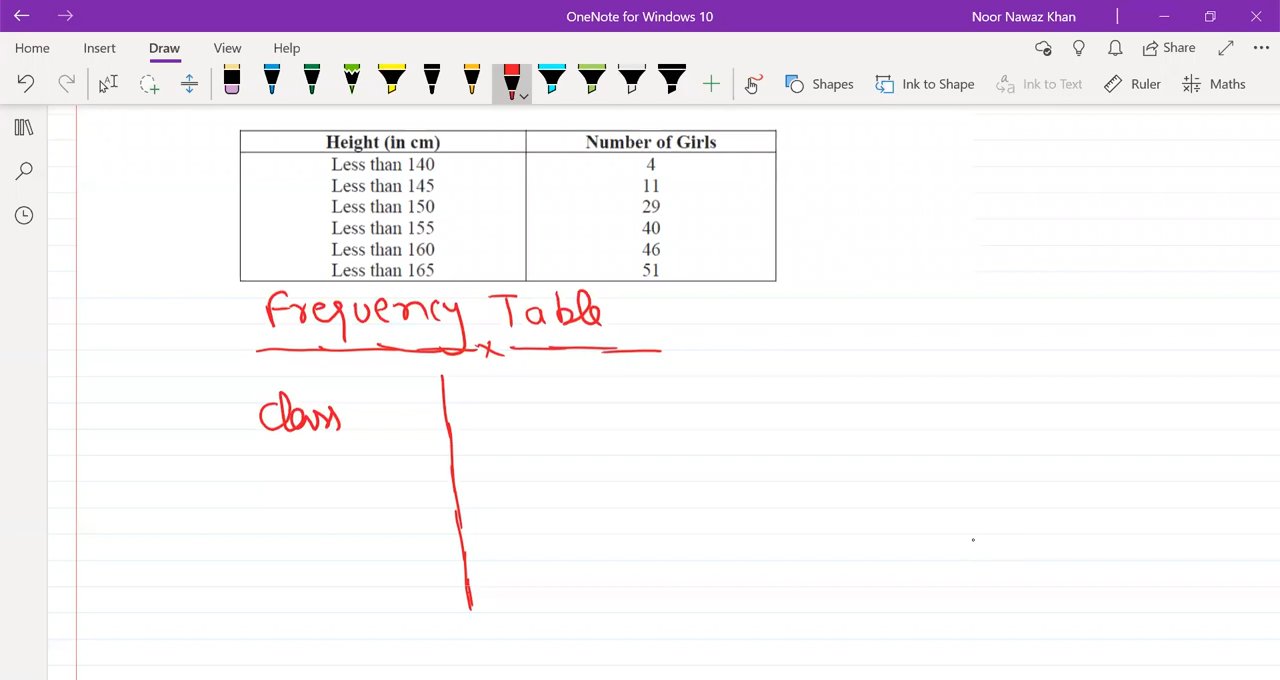 OneNote for Windows 10
Noor Nawaz Khan
Home Insert Draw View Help
Share
Shapes Ink to Shape Ink to Text Ruler Maths
Height (in cm) Number of Girls
Less than 140 4
Less than 145 11
Less than 150 29
Less than 155 40
Less than 160 46
Less than 165 51
Frequency Table
Class